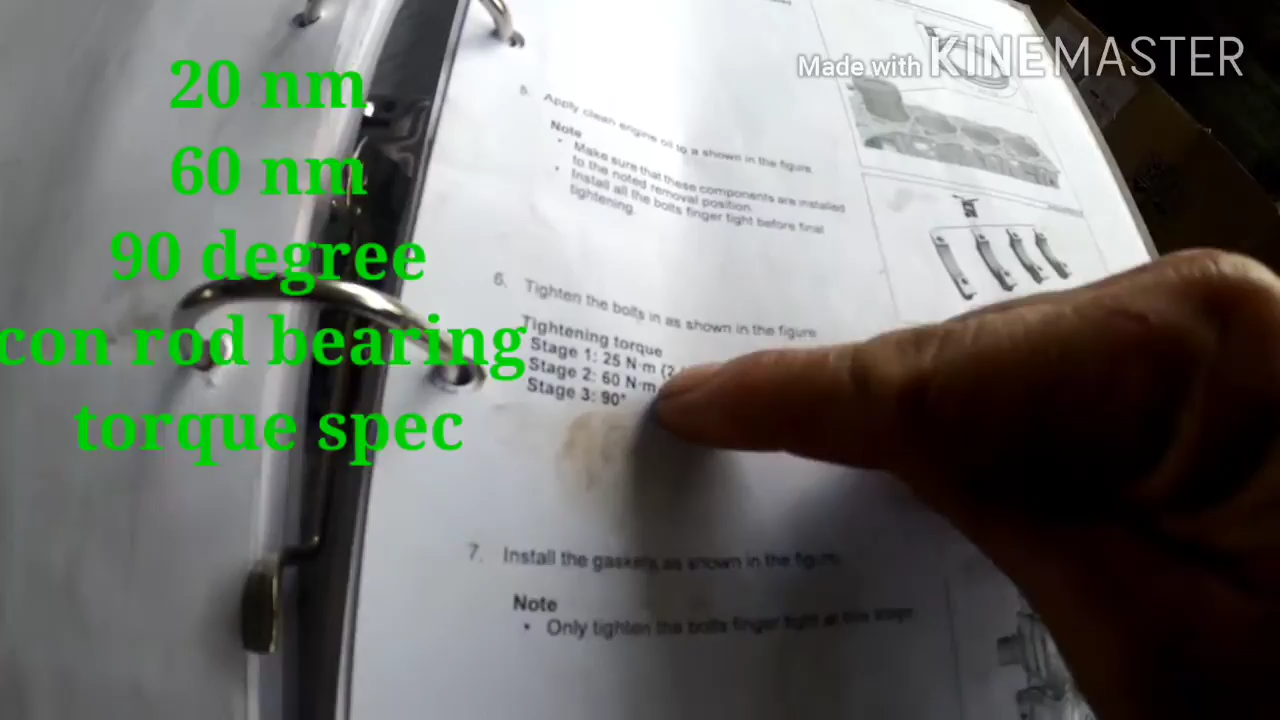 20 nm
60 nm
90 degree
con rod bearing
torque spec
Made with KINEMASTER
5. Apply clean engine oil to a shown in the figure.
Note
• Make sure that these components are installed
to the noted removal position.
• Install all the bolts finger tight before final
tightening.
6. Tighten the bolts in as shown in the figure
Tightening torque
Stage 1: 25 N·m (2
Stage 2: 60 N·m
Stage 3: 90°
7. Install the gaskets as shown in the figure.
Note
• Only tighten the bolts finger tight at this stage.